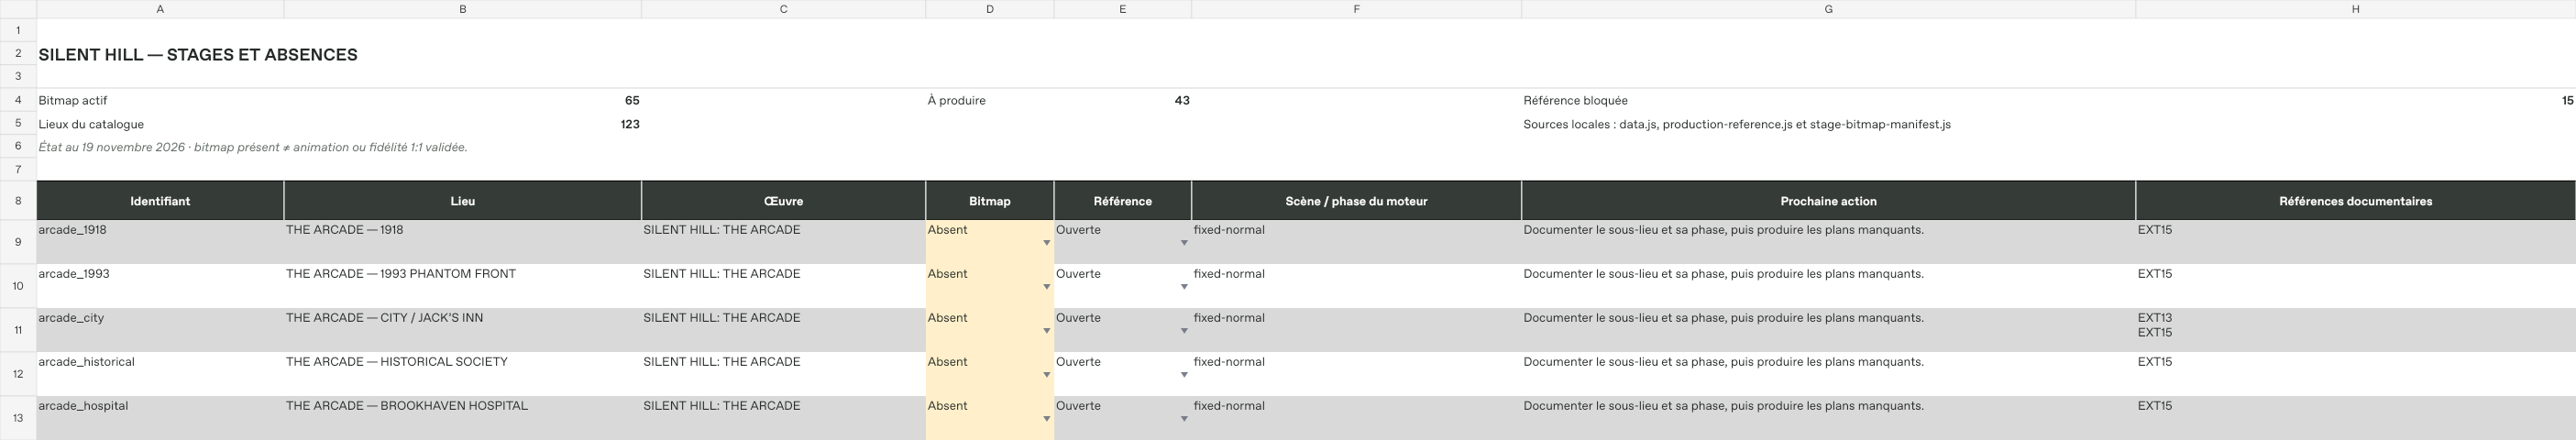 A B C D E F G H
1
2 SILENT HILL — STAGES ET ABSENCES
3
4 Bitmap actif 65 À produire 43 Référence bloquée 15
5 Lieux du catalogue 123 Sources locales : data.js, production-reference.js et stage-bitmap-manifest.js
6 État au 19 novembre 2026 · bitmap présent ≠ animation ou fidélité 1:1 validée.
7
8 Identifiant Lieu Œuvre Bitmap Référence Scène / phase du moteur Prochaine action Références documentaires
9 arcade_1918 THE ARCADE — 1918 SILENT HILL: THE ARCADE Absent Ouverte fixed-normal Documenter le sous-lieu et sa phase, puis produire les plans manquants. EXT15
10 arcade_1993 THE ARCADE — 1993 PHANTOM FRONT SILENT HILL: THE ARCADE Absent Ouverte fixed-normal Documenter le sous-lieu et sa phase, puis produire les plans manquants. EXT15
11 arcade_city THE ARCADE — CITY / JACK'S INN SILENT HILL: THE ARCADE Absent Ouverte fixed-normal Documenter le sous-lieu et sa phase, puis produire les plans manquants. EXT13
EXT15
12 arcade_historical THE ARCADE — HISTORICAL SOCIETY SILENT HILL: THE ARCADE Absent Ouverte fixed-normal Documenter le sous-lieu et sa phase, puis produire les plans manquants. EXT15
13 arcade_hospital THE ARCADE — BROOKHAVEN HOSPITAL SILENT HILL: THE ARCADE Absent Ouverte fixed-normal Documenter le sous-lieu et sa phase, puis produire les plans manquants. EXT15